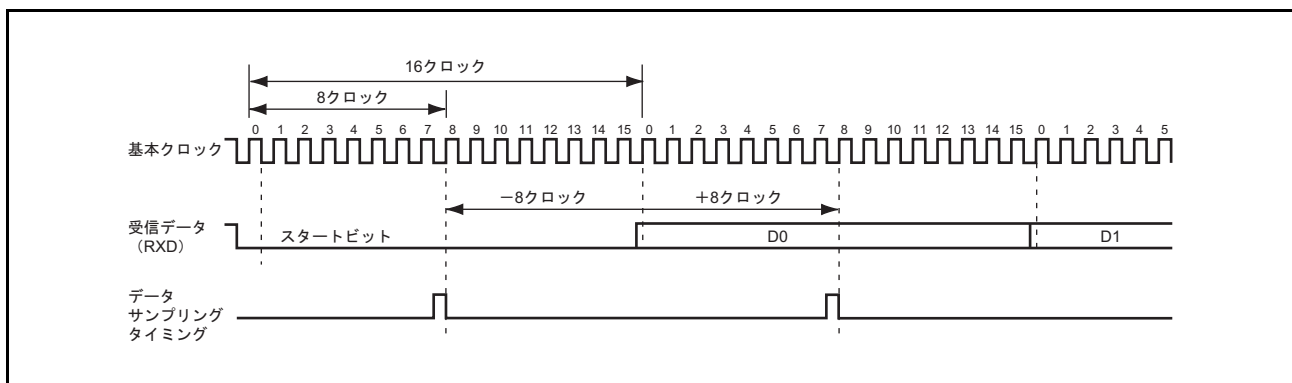 16クロック
8クロック
0 1 2 3 4 5 6 7 8 9 10 11 12 13 14 15 0 1 2 3 4 5 6 7 8 9 10 11 12 13 14 15 0 1 2 3 4 5
基本クロック
－8クロック ＋8クロック
受信データ
（RXD）
スタートビット D0 D1
データ
サンプリング
タイミング